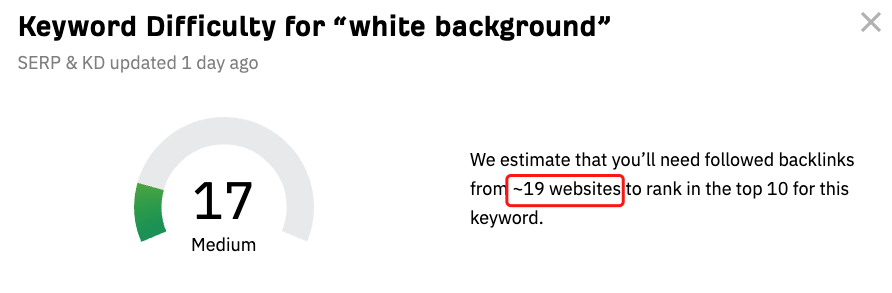 Keyword Difficulty for “white background”
SERP & KD updated 1 day ago
We estimate that you’ll need followed backlinks
from ~19 websites to rank in the top 10 for this
keyword.
17
Medium